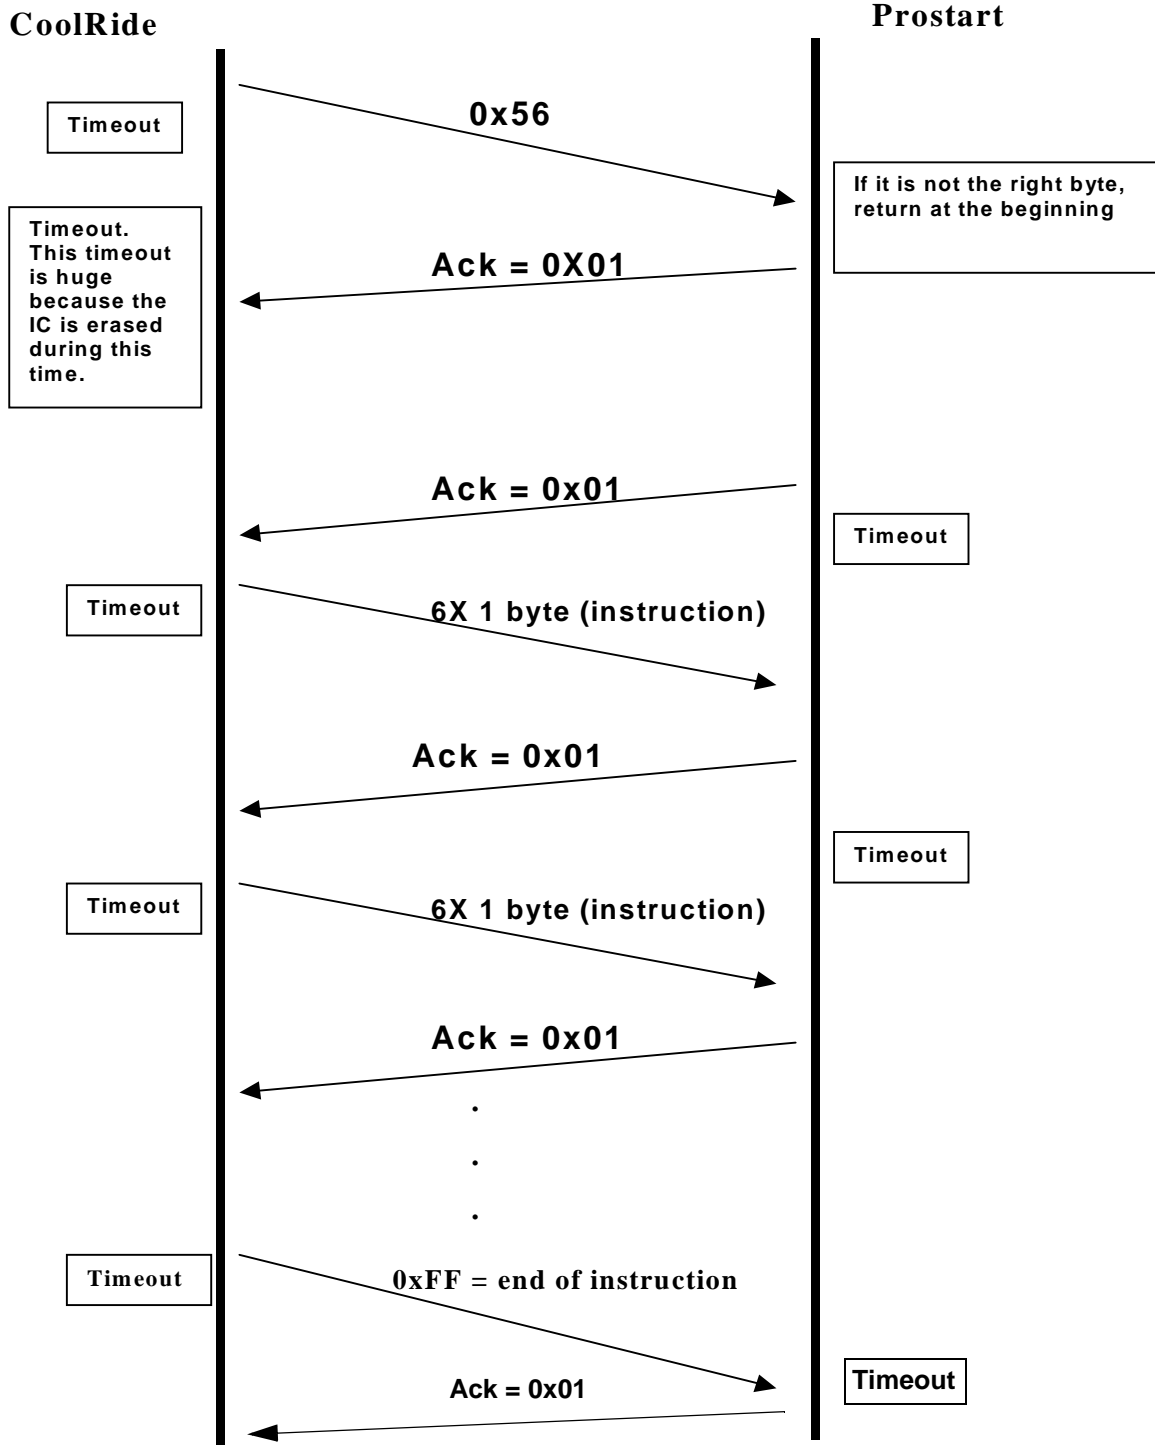 CoolRide
Prostart
Timeout
0x56
If it is not the right byte,
return at the beginning
Timeout.
This timeout
is huge
because the
IC is erased
during this
time.
Ack = 0X01
Ack = 0x01
Timeout
Timeout
6X 1 byte (instruction)
Ack = 0x01
Timeout
Timeout
6X 1 byte (instruction)
Ack = 0x01
.
.
.
Timeout
0xFF = end of instruction
Timeout
Ack = 0x01